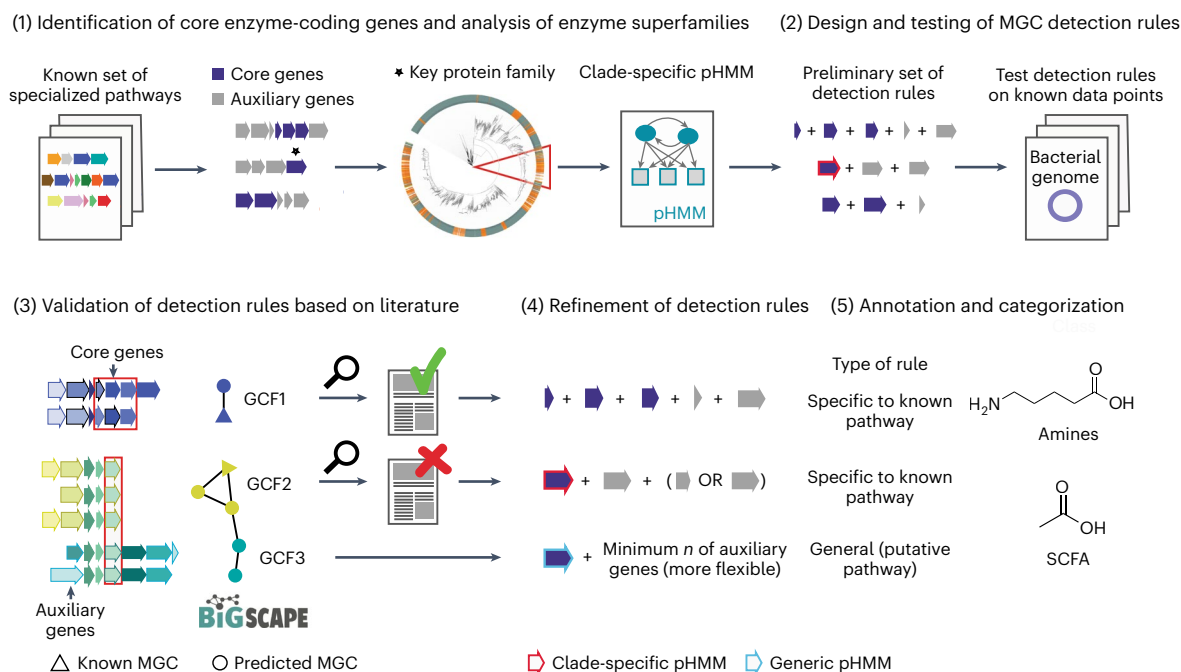 (1) Identification of core enzyme-coding genes and analysis of enzyme superfamilies
(2) Design and testing of MGC detection rules
Known set of
specialized pathways
Core genes
Auxiliary genes
Key protein family
Clade-specific pHMM
pHMM
Preliminary set of
detection rules
+ + + +
+ +
+ +
Test detection rules
on known data points
Bacterial
genome
(3) Validation of detection rules based on literature
(4) Refinement of detection rules
(5) Annotation and categorization
Core genes
GCF1
GCF2
GCF3
Auxiliary
genes
BiGSCAPE
+ + + +
+ + ( OR )
+ Minimum n of auxiliary
genes (more flexible)
Type of rule
Specific to known
pathway
Specific to known
pathway
General (putative
pathway)
H2N
O
OH
Amines
O
OH
SCFA
Known MGC
Predicted MGC
Clade-specific pHMM
Generic pHMM